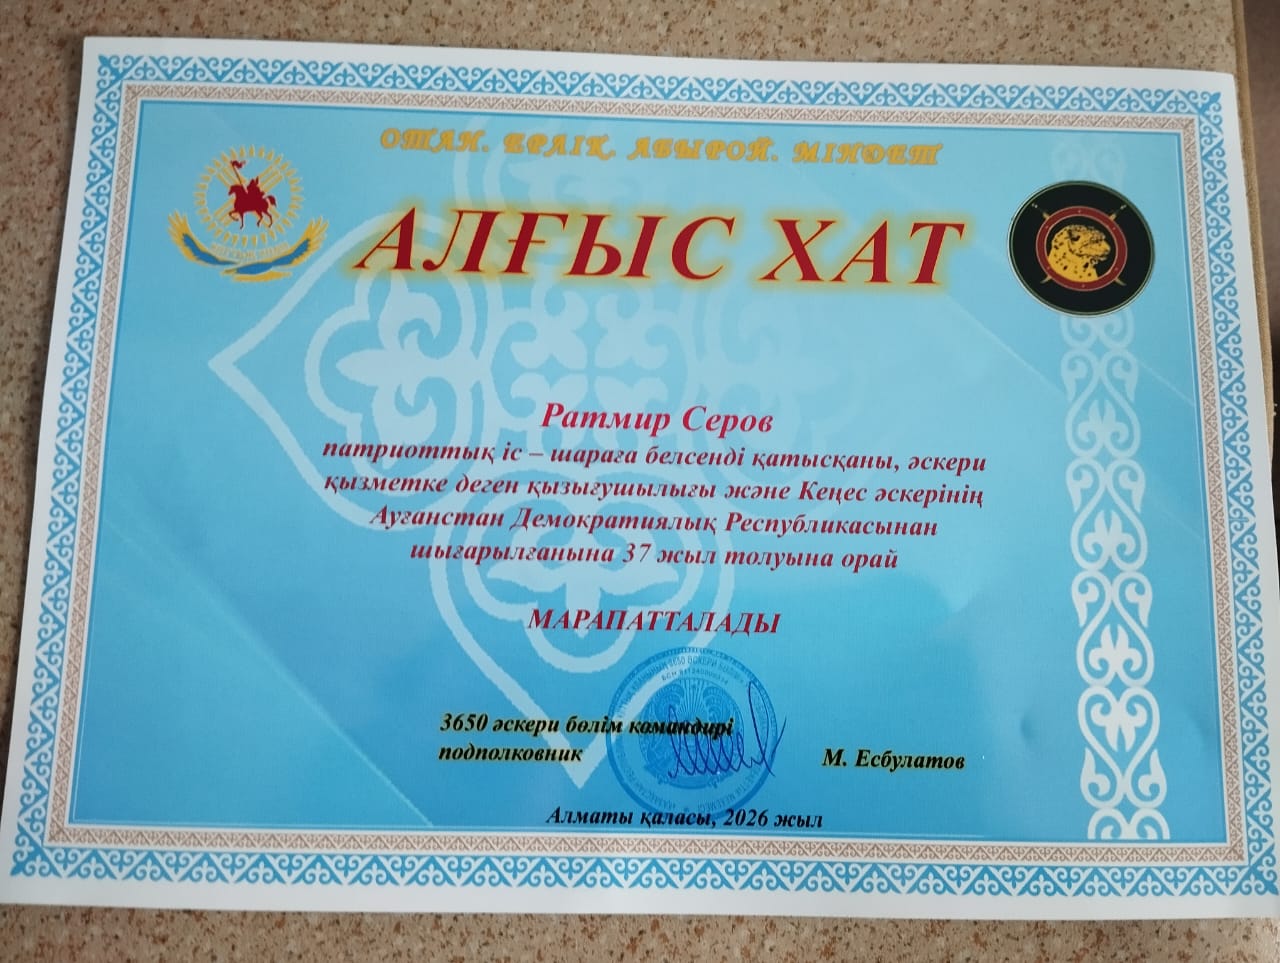 ОТАН. ЕРЛІК. АБЫРОЙ. МІНДЕТ
АЛҒЫС ХАТ
Ратмир Серов
патриоттық іс – шараға белсенді қатысқаны, әскери
қызметке деген қызығушылығы және Кеңес әскерінің
Ауғанстан Демократиялық Республикасынан
шығарылғанына 37 жыл толуына орай
МАРАПАТТАЛАДЫ
3650 әскери бөлім командирі
подполковник
М. Есбулатов
Алматы қаласы, 2026 жыл